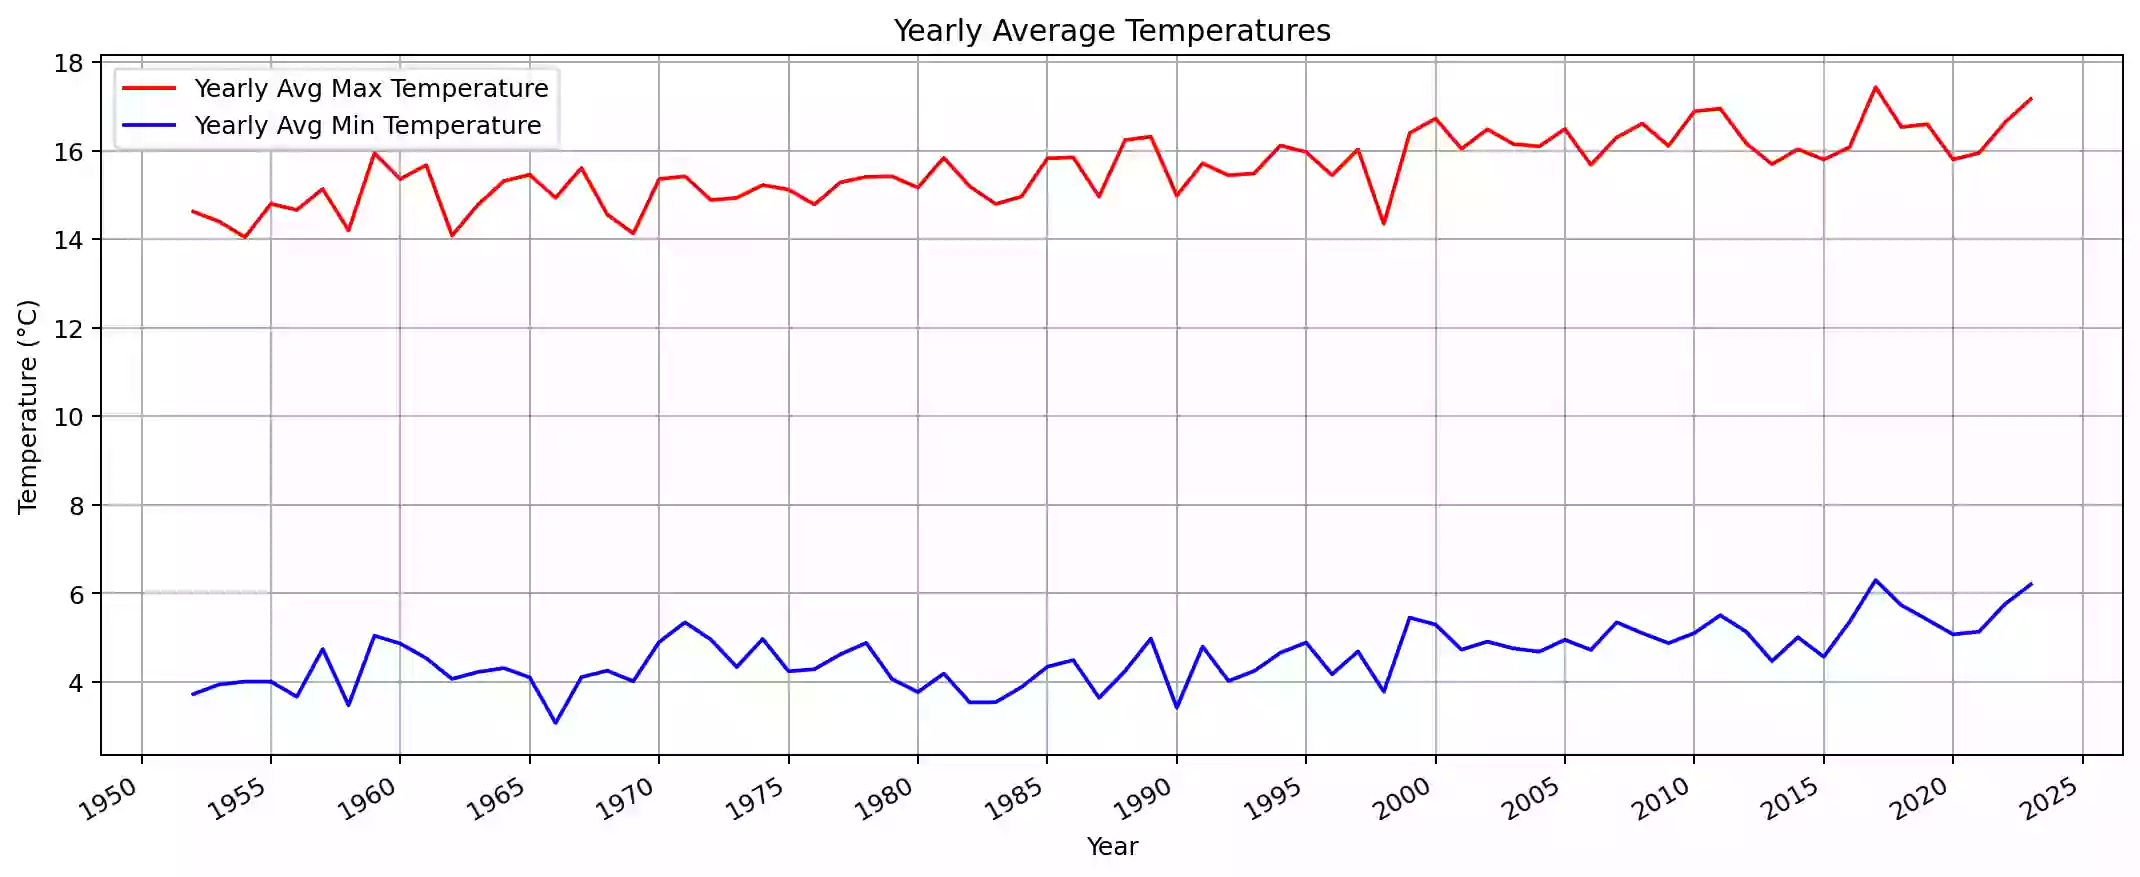 Yearly Average Temperatures
Yearly Avg Max Temperature
Yearly Avg Min Temperature
Temperature (°C)
18
16
14
12
10
8
6
4
1950 1955 1960 1965 1970 1975 1980 1985 1990 1995 2000 2005 2010 2015 2020 2025
Year